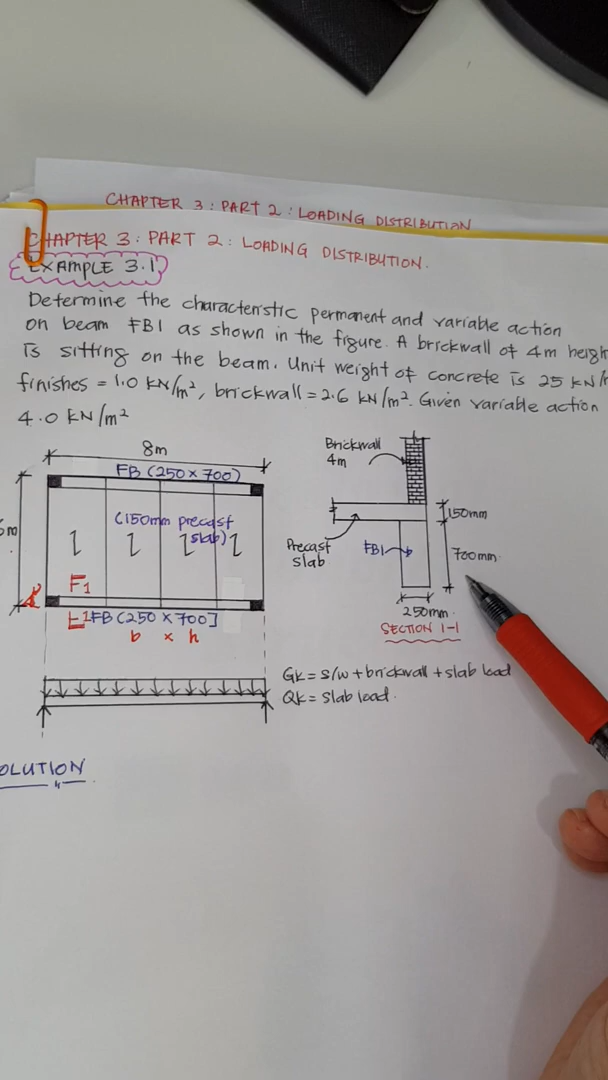 CHAPTER 3: PART 2: LOADING DISTRIBUTION
CHAPTER 3: PART 2: LOADING DISTRIBUTION.
EXAMPLE 3.1
Determine the characteristic permanent and variable action
on beam FB1 as shown in the figure. A brickwall of 4m heigh
is sitting on the beam. Unit weight of concrete is 25 kN/
finishes = 1.0 kN/m², brickwall = 2.6 kN/m². Given variable action
4.0 kN/m²
8m
FB (250 x 700)
(150mm precast
slab)
F1
FB (250 x 700)
b x h
Brickwall
4m
Precast
slab
FB1
150mm
700mm
250mm
SECTION 1-1
Gk = s/w + brickwall + slab load
Qk = slab load.
OLUTION